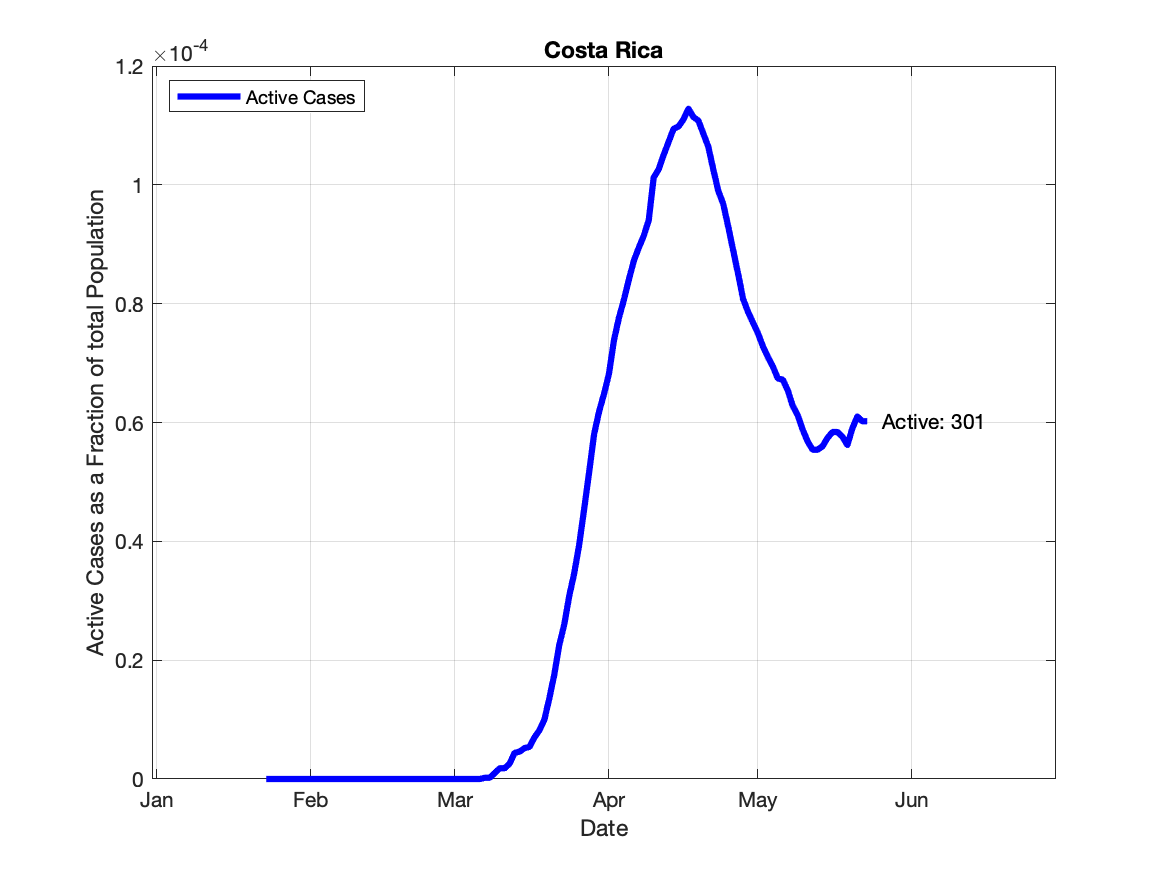 Costa Rica
×10-4
1.2
1
0.8
0.6
0.4
0.2
0
Active Cases
Active: 301
Active Cases as a Fraction of total Population
Jan Feb Mar Apr May Jun
Date